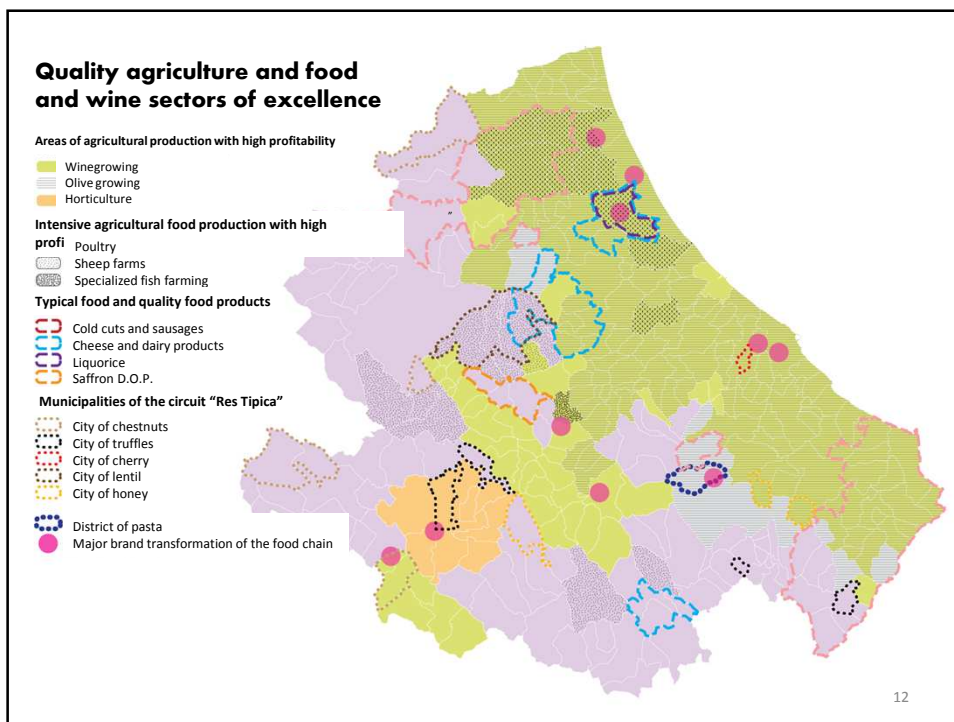 Quality agriculture and food
and wine sectors of excellence
Areas of agricultural production with high profitability
Winegrowing
Olive growing
Horticulture
Intensive agricultural food production with high
profi
Poultry
Sheep farms
Specialized fish farming
Typical food and quality food products
Cold cuts and sausages
Cheese and dairy products
Liquorice
Saffron D.O.P.
Municipalities of the circuit “Res Tipica”
City of chestnuts
City of truffles
City of cherry
City of lentil
City of honey
District of pasta
Major brand transformation of the food chain
”
12